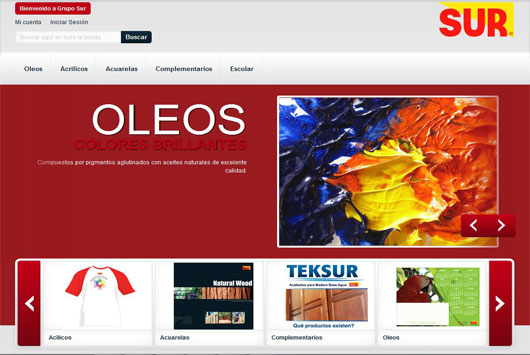 Bienvenido a Grupo Sur
Mi cuenta Iniciar Sesión
Buscar aquí en toda la tienda...
Buscar
SUR
Oleos Acrilicos Acuarelas Complementarios Escolar
OLEOS
COLORES BRILLANTES
Compuestos por pigmentos aglutinados con aceites naturales de excelente
calidad.
Natural Wood
TEKSUR
Acabados para Madera Base Agua
Qué productos existen?
Acilicos Acuarelas Complementarios Oleos